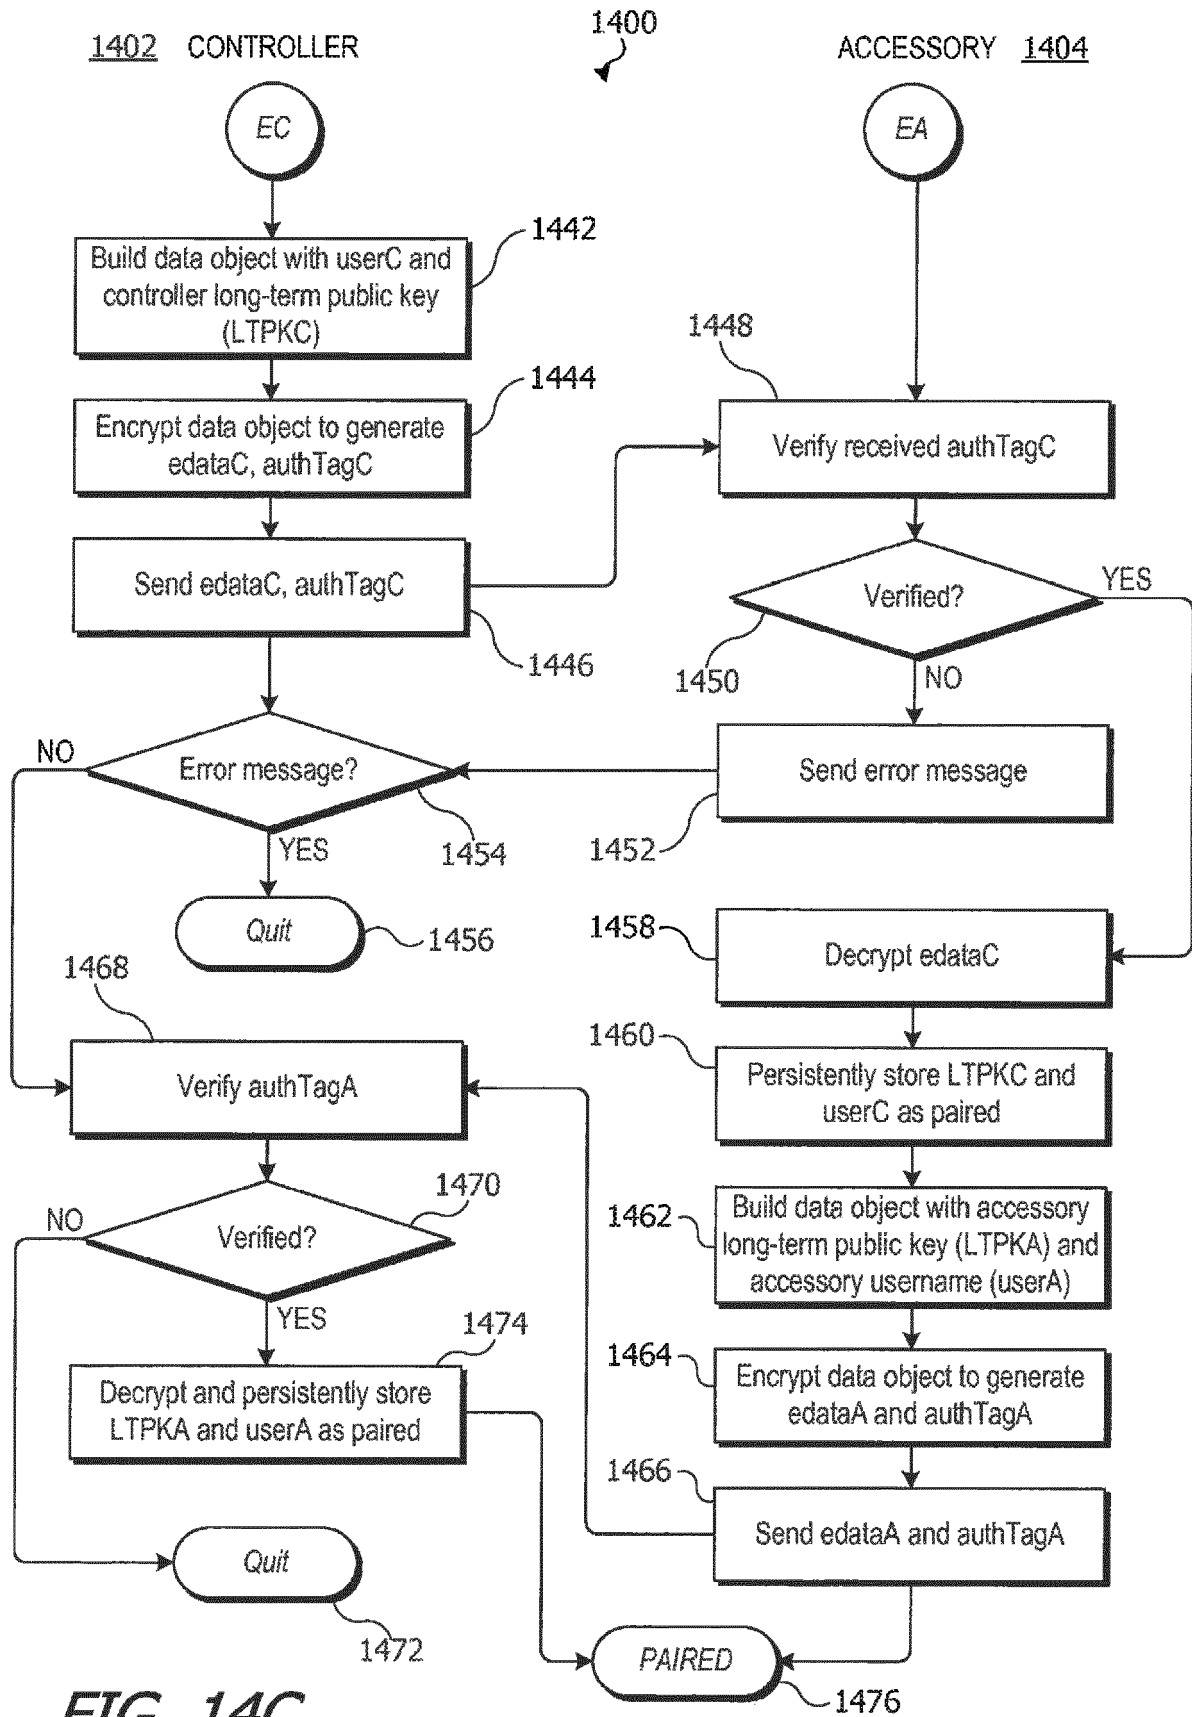 1400
1402 CONTROLLER
ACCESSORY 1404
EC
EA
1442
Build data object with userC and
controller long-term public key
(LTPKC)
1444
Encrypt data object to generate
edataC, authTagC
1448
Verify received authTagC
Send edataC, authTagC
1446
Verified?
YES
1450
NO
NO
Error message?
Send error message
YES
1454
1452
Quit
1456
1458
Decrypt edataC
1468
1460
Verify authTagA
Persistently store LTPKC and
userC as paired
1470
NO
Verified?
1462
Build data object with accessory
long-term public key (LTPKA) and
accessory username (userA)
YES
1474
1464
Decrypt and persistently store
LTPKA and userA as paired
Encrypt data object to generate
edataA and authTagA
1466
Send edataA and authTagA
Quit
1472
PAIRED
1476
FIG. 14C